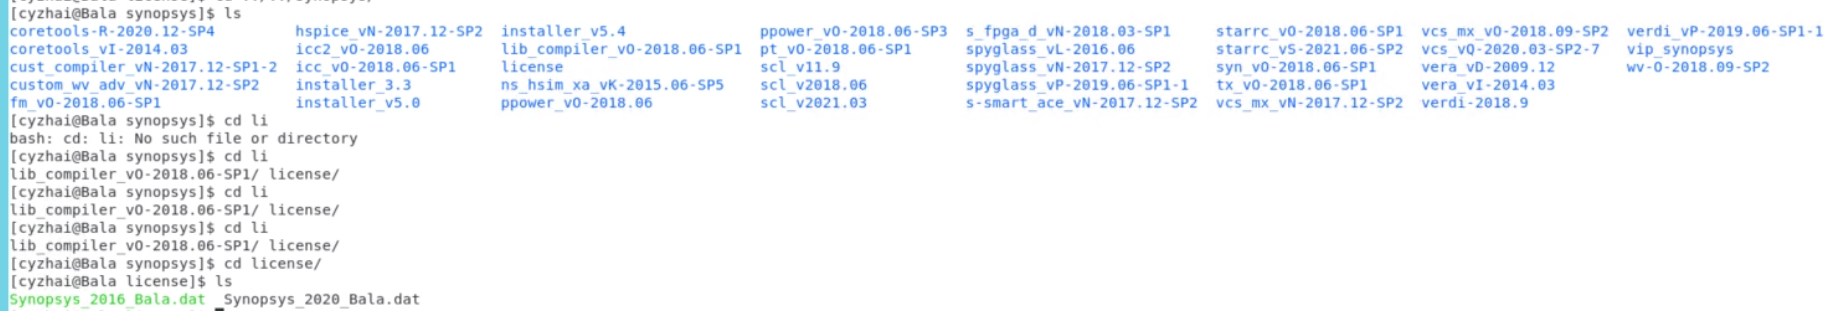 [cyzhai@Bala synopsys]$ ls
coretools-R-2020.12-SP4 hspice_vN-2017.12-SP2 installer_v5.4 ppower_vO-2018.06-SP3 s_fpga_d_vN-2018.03-SP1 starrc_vO-2018.06-SP1 vcs_mx_vO-2018.09-SP2 verdi_vP-2019.06-SP1-1
coretools_vI-2014.03 icc2_vO-2018.06 lib_compiler_vO-2018.06-SP1 pt_vO-2018.06-SP1 spyglass_vL-2016.06 starrc_vS-2021.06-SP2 vcs_vQ-2020.03-SP2-7 vip_synopsys
cust_compiler_vN-2017.12-SP1-2 icc_vO-2018.06-SP1 license scl_v11.9 spyglass_vN-2017.12-SP2 syn_vO-2018.06-SP1 vera_vD-2009.12 wv-O-2018.09-SP2
custom_wv_adv_vN-2017.12-SP2 installer_3.3 ns_hsim_xa_vK-2015.06-SP5 scl_v2018.06 spyglass_vP-2019.06-SP1-1 tx_vO-2018.06-SP1 vera_vI-2014.03
fm_vO-2018.06-SP1 installer_v5.0 ppower_vO-2018.06 scl_v2021.03 s-smart_ace_vN-2017.12-SP2 vcs_mx_vN-2017.12-SP2 verdi-2018.9
[cyzhai@Bala synopsys]$ cd li
bash: cd: li: No such file or directory
[cyzhai@Bala synopsys]$ cd li
lib_compiler_vO-2018.06-SP1/ license/
[cyzhai@Bala synopsys]$ cd li
lib_compiler_vO-2018.06-SP1/ license/
[cyzhai@Bala synopsys]$ cd li
lib_compiler_vO-2018.06-SP1/ license/
[cyzhai@Bala synopsys]$ cd license/
[cyzhai@Bala license]$ ls
Synopsys_2016_Bala.dat _Synopsys_2020_Bala.dat